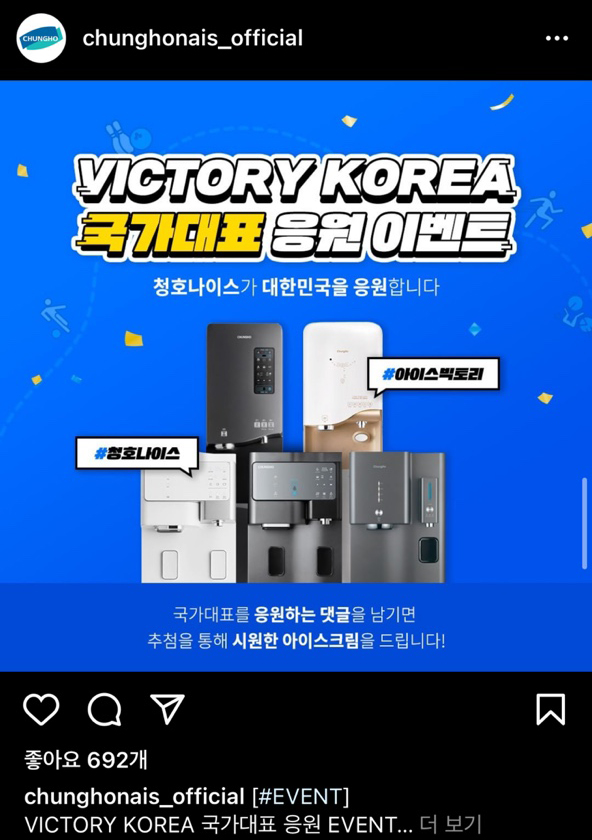 CHUNGHO
chunghonais_official
VICTORY KOREA
국가대표 응원 이벤트
청호나이스가 대한민국을 응원합니다
#아이스빅토리
#청호나이스
국가대표를 응원하는 댓글을 남기면
추첨을 통해 시원한 아이스크림을 드립니다!
좋아요 692개
chunghonais_official [#EVENT]
VICTORY KOREA 국가대표 응원 EVENT... 더 보기